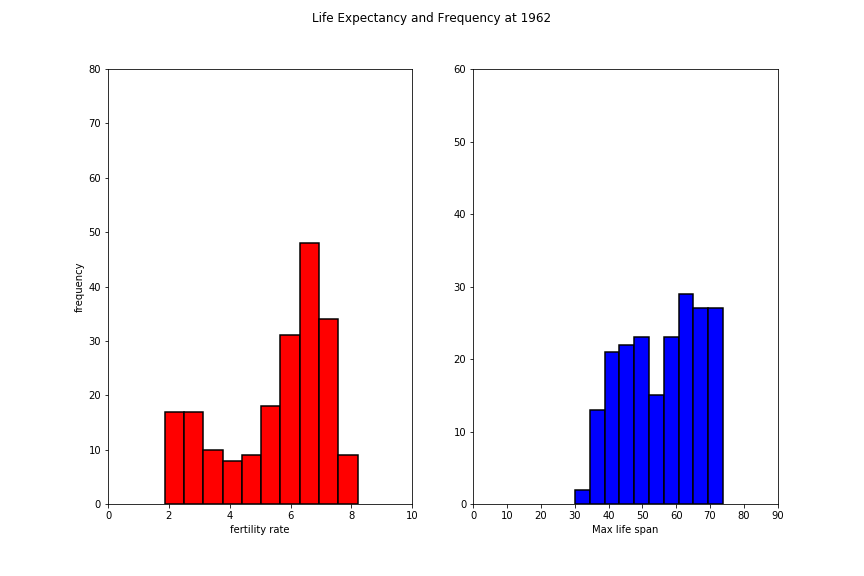 Life Expectancy and Frequency at 1962
80
70
60
50
40
30
20
10
0
frequency
0 2 4 6 8 10
fertility rate
60
50
40
30
20
10
0
0 10 20 30 40 50 60 70 80 90
Max life span